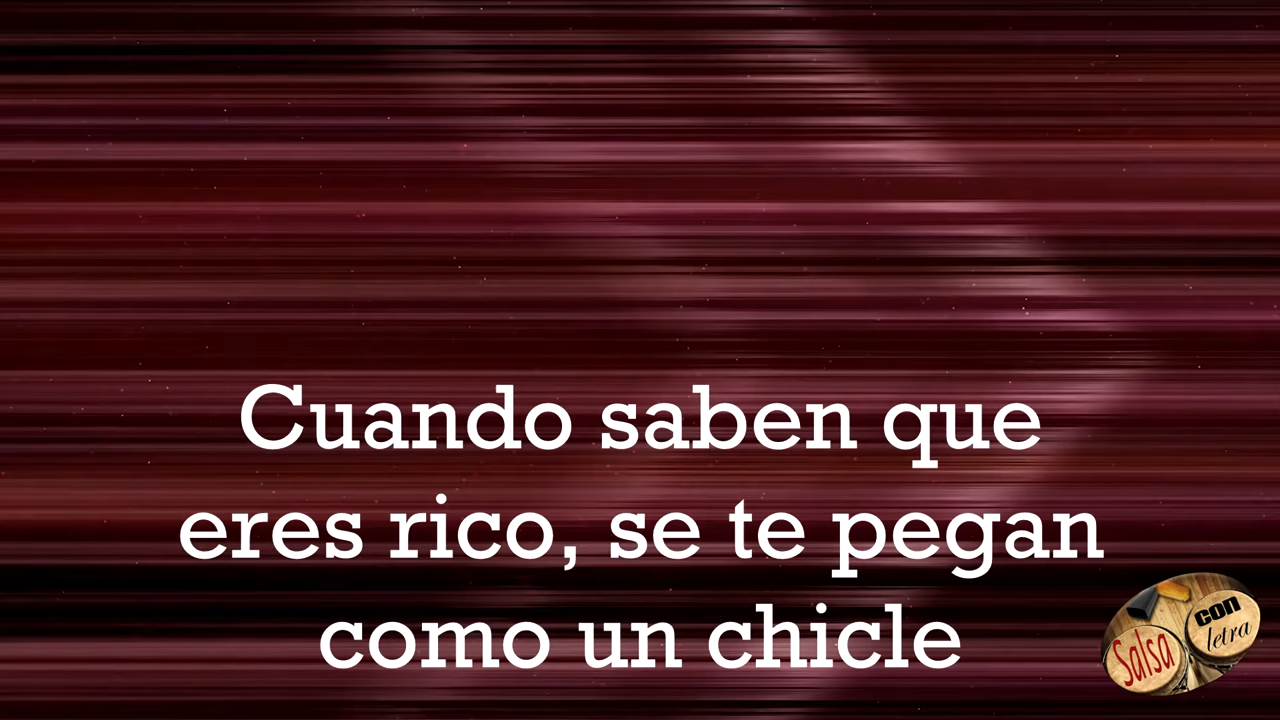 Cuando saben que
eres rico, se te pegan
como un chicle
Salsa
con
letra